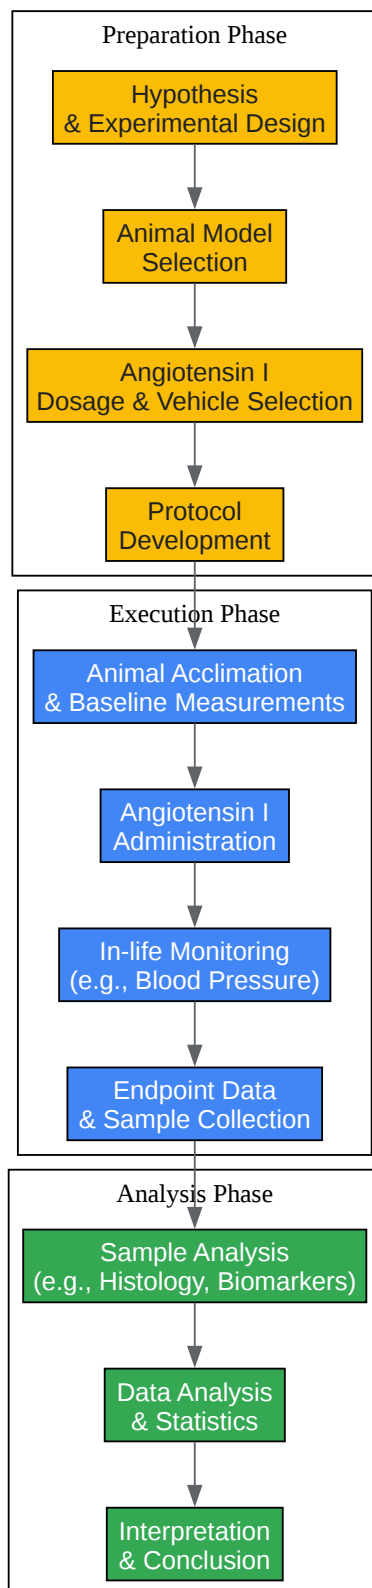 Preparation Phase
Hypothesis
& Experimental Design
Animal Model
Selection
Angiotensin I
Dosage & Vehicle Selection
Protocol
Development
Execution Phase
Animal Acclimation
& Baseline Measurements
Angiotensin I
Administration
In-life Monitoring
(e.g., Blood Pressure)
Endpoint Data
& Sample Collection
Analysis Phase
Sample Analysis
(e.g., Histology, Biomarkers)
Data Analysis
& Statistics
Interpretation
& Conclusion